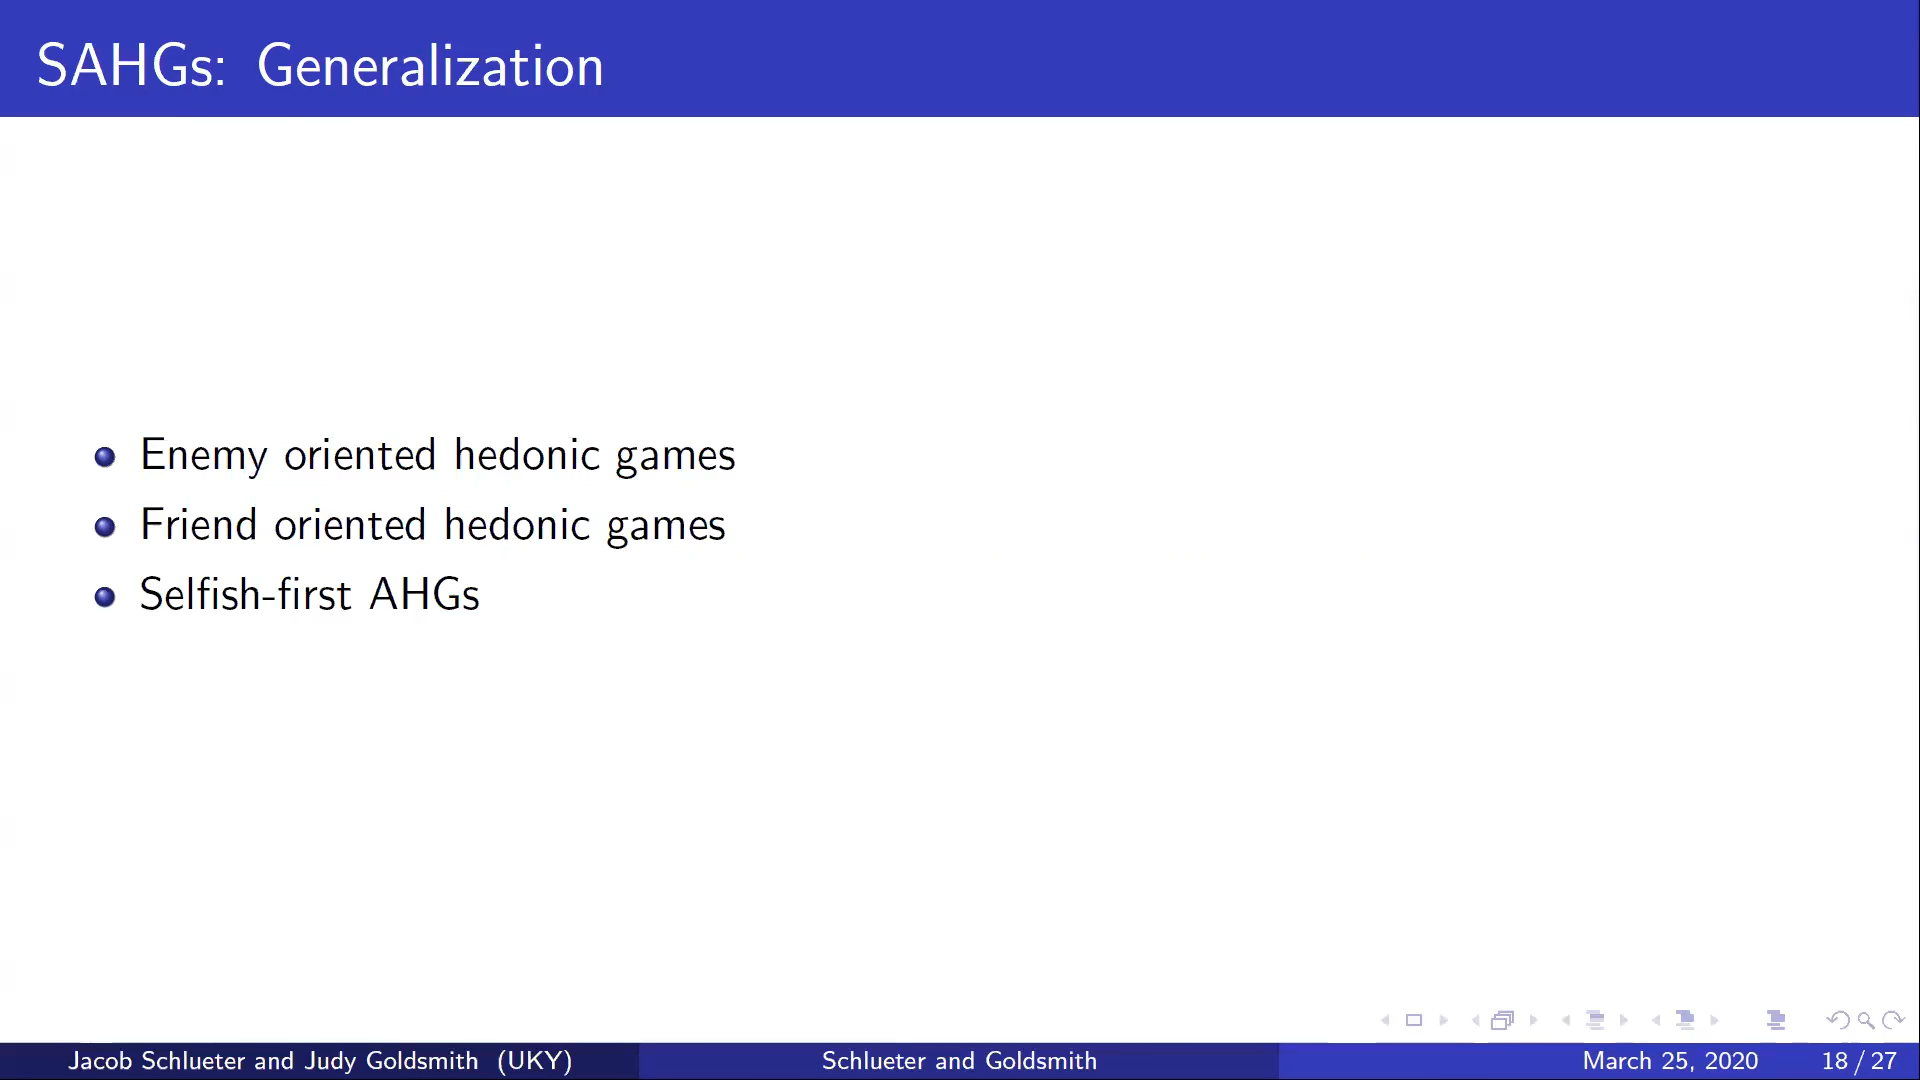 SAHGs: Generalization
Enemy oriented hedonic games
Friend oriented hedonic games
Selfish-first AHGs
Jacob Schlueter and Judy Goldsmith (UKY)
Schlueter and Goldsmith
March 25, 2020
18 / 27